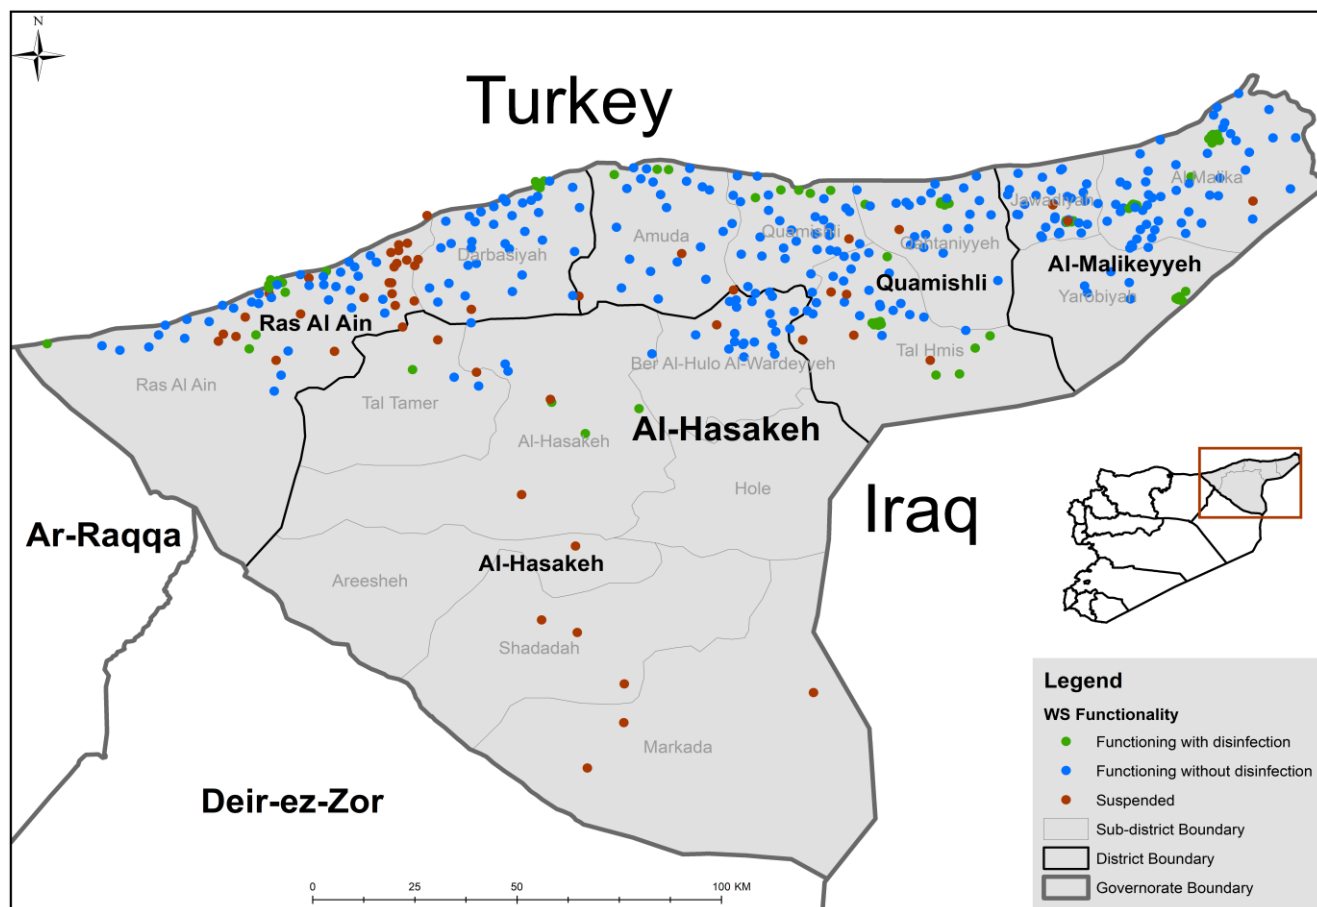 N
Turkey
Al-Malika
Jawadiyah
Quamishli
Amuda
Qahtaniyyeh
Darbasiyah
Al-Malikeyyeh
Quamishli
Yarobiyah
Ras Al Ain
Tal Hmis
Ber Al-Hulo Al-Wardeyyeh
Ras Al Ain
Tal Tamer
Al-Hasakeh
Al-Hasakeh
Hole
Iraq
Ar-Raqqa
Al-Hasakeh
Areesheh
Shadadah
Markada
Deir-ez-Zor
Legend
WS Functionality
Functioning with disinfection
Functioning without disinfection
Suspended
Sub-district Boundary
District Boundary
Governorate Boundary
0 25 50 100 KM